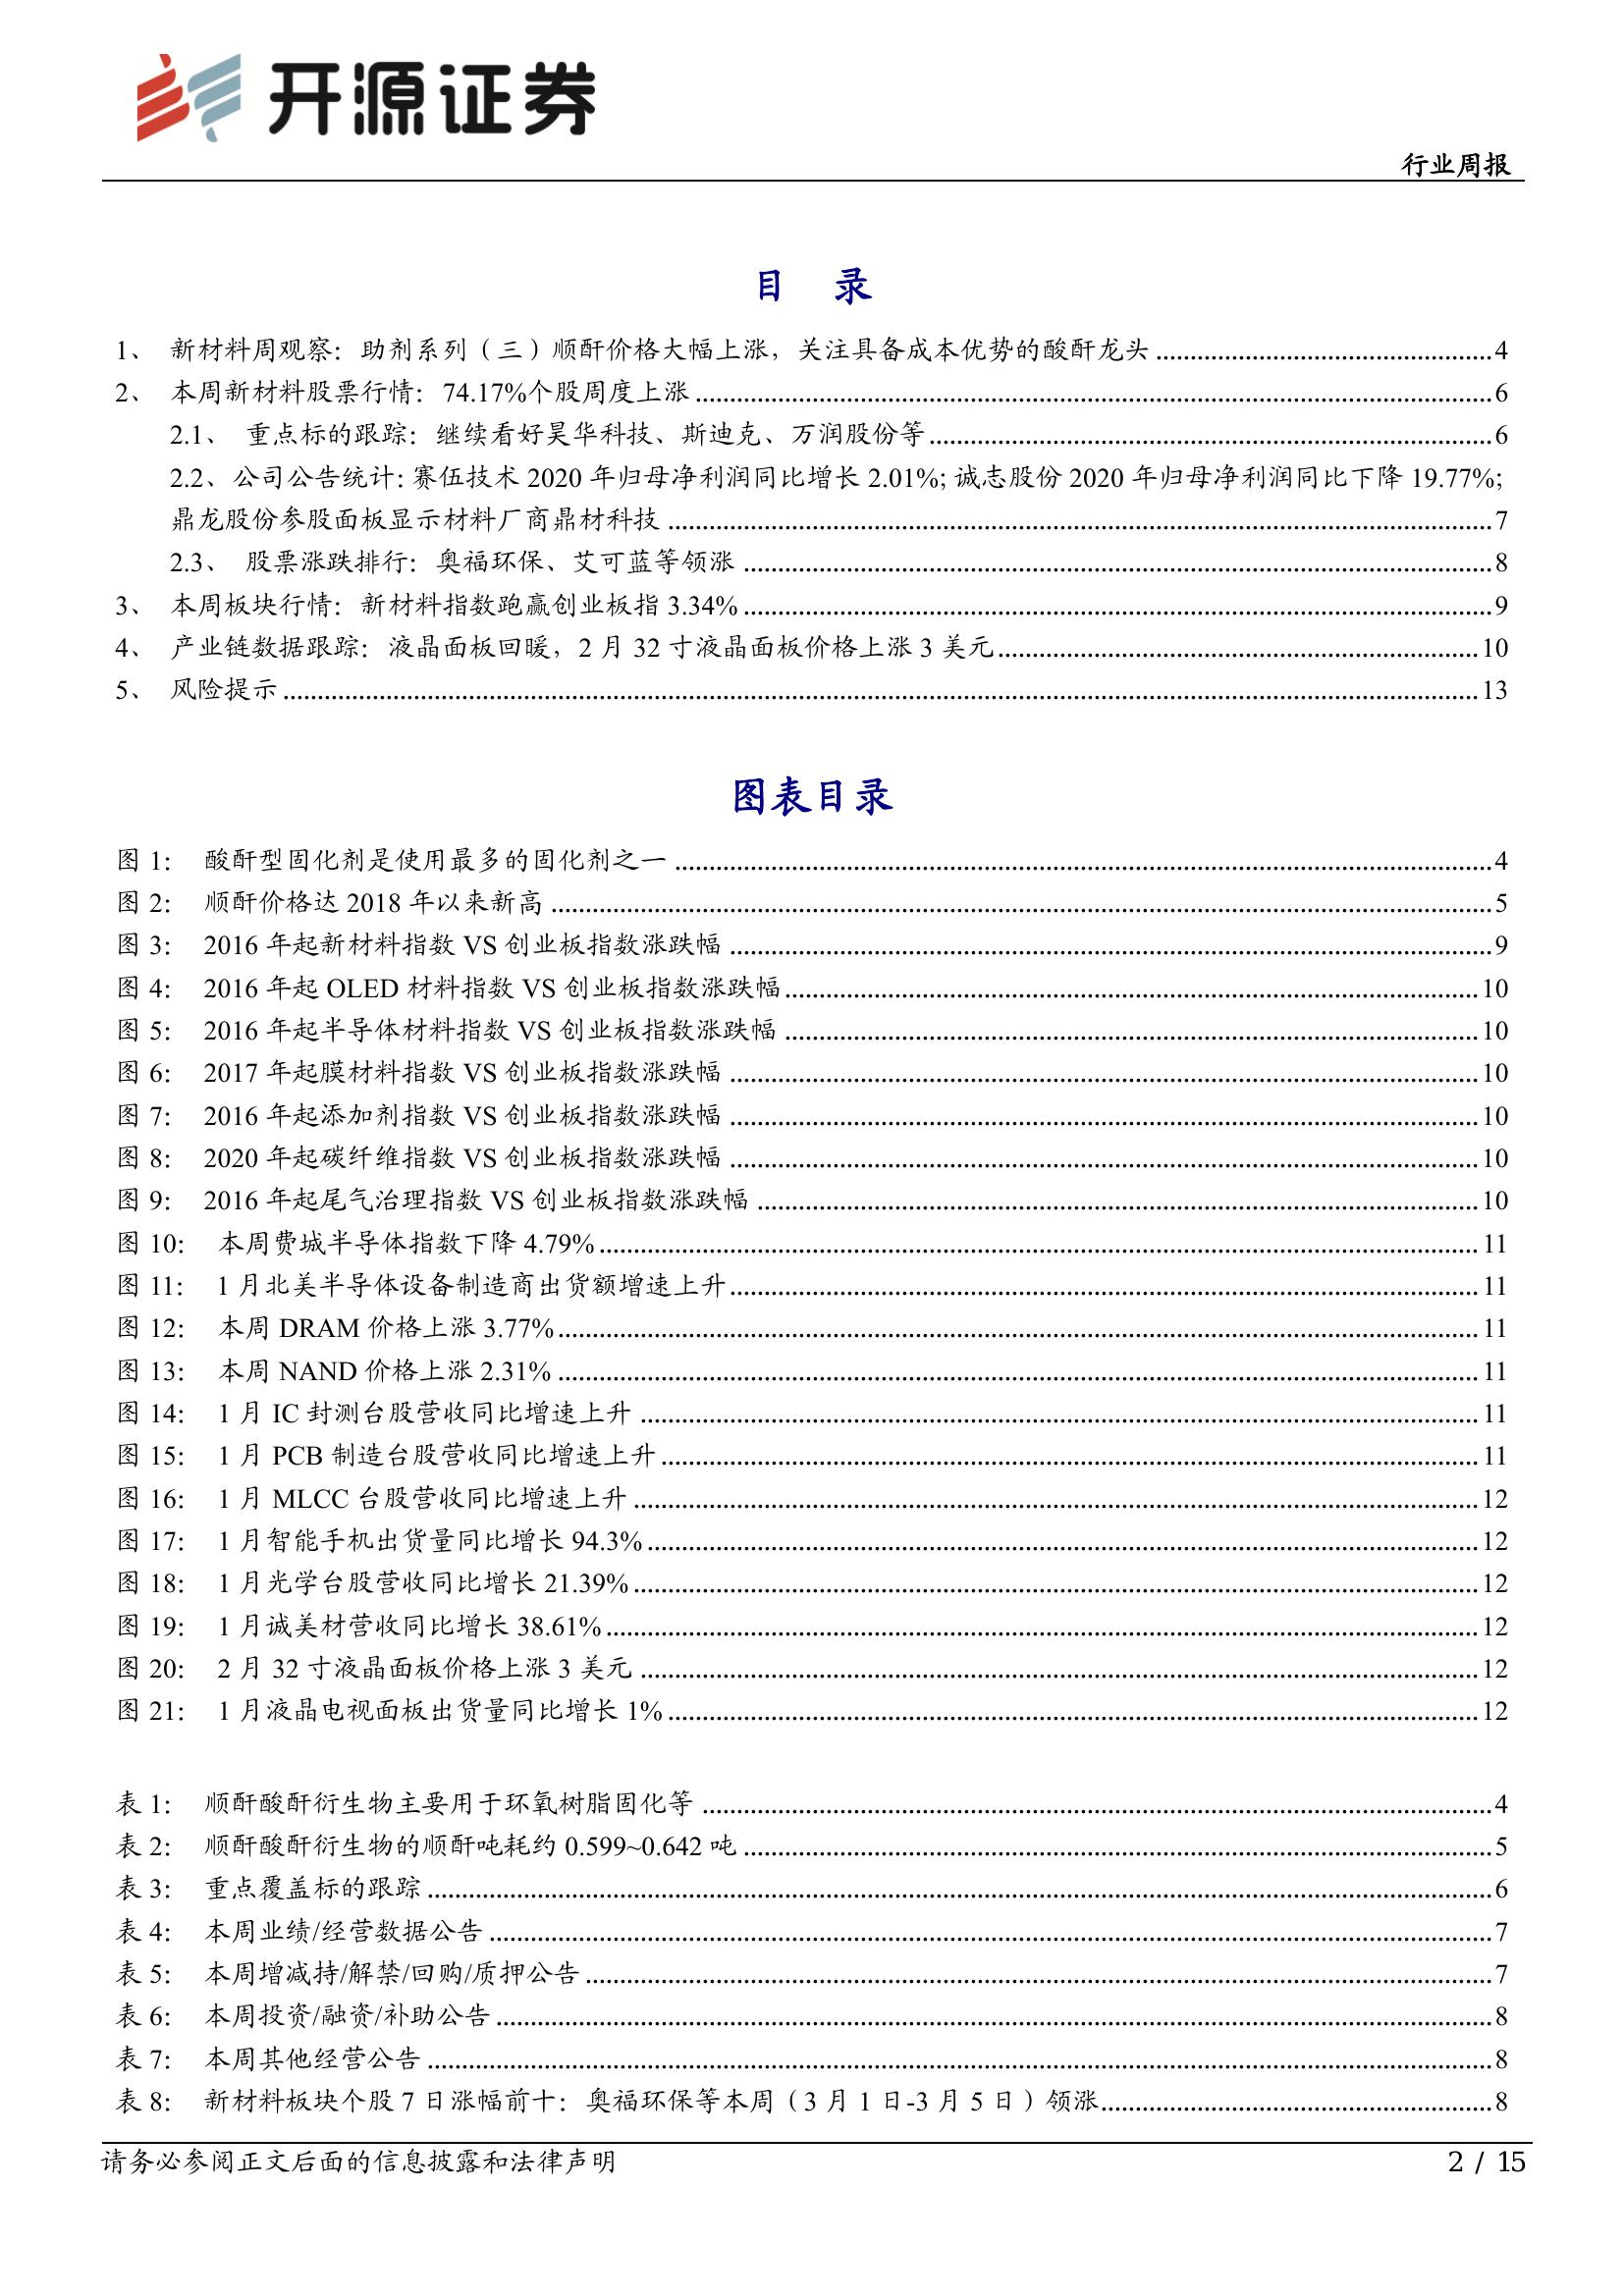 开源证券
行业周报
目 录
1、 新材料周观察：助剂系列（三）顺酐价格大幅上涨，关注具备成本优势的酸酐龙头 4
2、 本周新材料股票行情：74.17%个股周度上涨 6
2.1、 重点标的跟踪：继续看好昊华科技、斯迪克、万润股份等 6
2.2、公司公告统计：赛伍技术 2020 年归母净利润同比增长 2.01%；诚志股份 2020 年归母净利润同比下降 19.77%；
鼎龙股份参股面板显示材料厂商鼎材科技 7
2.3、 股票涨跌排行：奥福环保、艾可蓝等领涨 8
3、 本周板块行情：新材料指数跑赢创业板指 3.34% 9
4、 产业链数据跟踪：液晶面板回暖，2 月 32 寸液晶面板价格上涨 3 美元 10
5、 风险提示 13
图表目录
图 1： 酸酐型固化剂是使用最多的固化剂之一 4
图 2： 顺酐价格达 2018 年以来新高 5
图 3： 2016 年起新材料指数 VS 创业板指数涨跌幅 9
图 4： 2016 年起 OLED 材料指数 VS 创业板指数涨跌幅 10
图 5： 2016 年起半导体材料指数 VS 创业板指数涨跌幅 10
图 6： 2017 年起膜材料指数 VS 创业板指数涨跌幅 10
图 7： 2016 年起添加剂指数 VS 创业板指数涨跌幅 10
图 8： 2020 年起碳纤维指数 VS 创业板指数涨跌幅 10
图 9： 2016 年起尾气治理指数 VS 创业板指数涨跌幅 10
图 10： 本周费城半导体指数下降 4.79% 11
图 11： 1 月北美半导体设备制造商出货额增速上升 11
图 12： 本周 DRAM 价格上涨 3.77% 11
图 13： 本周 NAND 价格上涨 2.31% 11
图 14： 1 月 IC 封测台股营收同比增速上升 11
图 15： 1 月 PCB 制造台股营收同比增速上升 11
图 16： 1 月 MLCC 台股营收同比增速上升 12
图 17： 1 月智能手机出货量同比增长 94.3% 12
图 18： 1 月光学台股营收同比增长 21.39% 12
图 19： 1 月诚美材营收同比增长 38.61% 12
图 20： 2 月 32 寸液晶面板价格上涨 3 美元 12
图 21： 1 月液晶电视面板出货量同比增长 1% 12
表 1： 顺酐酸酐衍生物主要用于环氧树脂固化等 4
表 2： 顺酐酸酐衍生物的顺酐吨耗约 0.599~0.642 吨 5
表 3： 重点覆盖标的跟踪 6
表 4： 本周业绩/经营数据公告 7
表 5： 本周增减持/解禁/回购/质押公告 7
表 6： 本周投资/融资/补助公告 8
表 7： 本周其他经营公告 8
表 8： 新材料板块个股 7 日涨幅前十：奥福环保等本周（3 月 1 日-3 月 5 日）领涨 8
请务必参阅正文后面的信息披露和法律声明 2 / 15